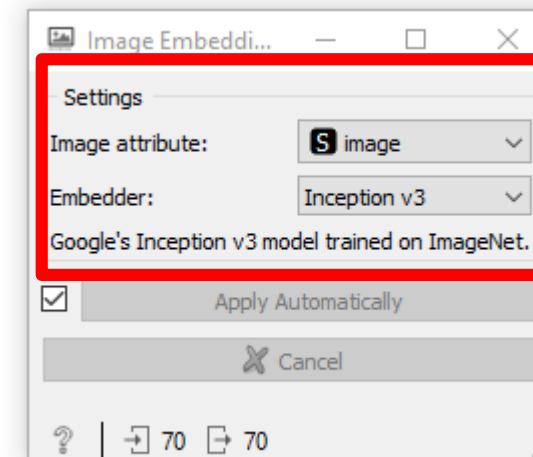 Image Embeddi...
Settings
Image attribute: S image
Embedder: Inception v3
Google's Inception v3 model trained on ImageNet.
Apply Automatically
Cancel
? 70 70